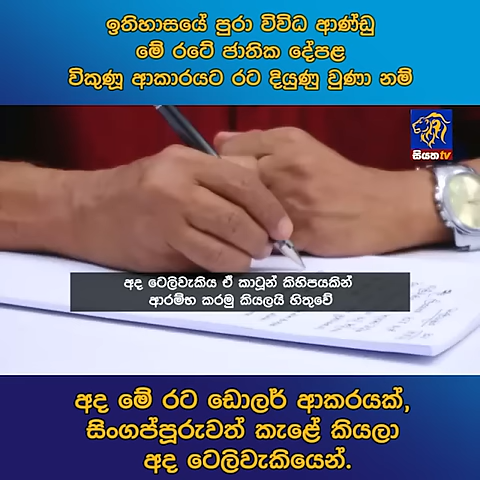 ඉතිහාසයේ පුරා විවිධ ආණ්ඩු
මේ රටේ ජාතික දේපළ
විකුණූ ආකාරයට රට දියුණු වුණා නම්
සියත tv
අද ටෙලිවැකිය ඒ කාටූන් කිහිපයකින්
ආරම්භ කරමු කියලයි හිතුවේ
අද මේ රට ඩොලර් ආකරයක්,
සිංගප්පූරුවත් කැළේ කියලා
අද ටෙලිවැකියෙන්.